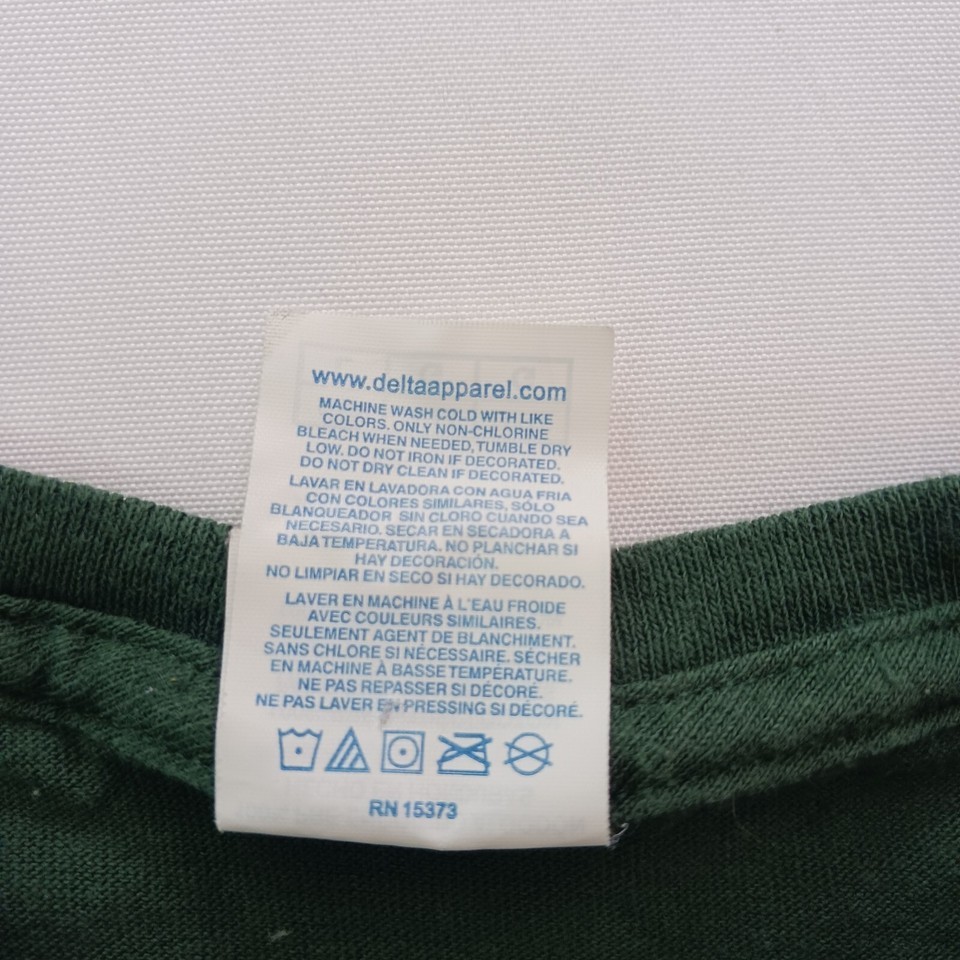 www.deltaapparel.com
MACHINE WASH COLD WITH LIKE
COLORS. ONLY NON-CHLORINE
BLEACH WHEN NEEDED, TUMBLE DRY
LOW. DO NOT IRON IF DECORATED.
DO NOT DRY CLEAN IF DECORATED.
LAVAR EN LAVADORA CON AGUA FRIA
CON COLORES SIMILARES, SÓLO
BLANQUEADOR SIN CLORO CUANDO SEA
NECESARIO. SECAR EN SECADORA A
BAJA TEMPERATURA. NO PLANCHAR SI
HAY DECORACIÓN.
NO LIMPIAR EN SECO SI HAY DECORADO.
LAVER EN MACHINE À L'EAU FROIDE
AVEC COULEURS SIMILAIRES.
SEULEMENT AGENT DE BLANCHIMENT.
SANS CHLORE SI NÉCESSAIRE. SÉCHER
EN MACHINE À BASSE TEMPÉRATURE.
NE PAS REPASSER SI DÉCORÉ.
NE PAS LAVER EN PRESSING SI DÉCORÉ.
RN 15373